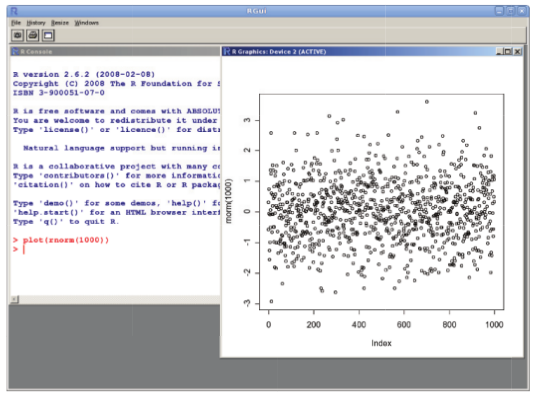 RGui
File History Resize Windows
R Console
R version 2.6.2 (2008-02-08)
Copyright (C) 2008 The R Foundation for S
ISBN 3-900051-07-0
R is free software and comes with ABSOLUT
You are welcome to redistribute it under
Type 'license()' or 'licence()' for distr
Natural language support but running in
R is a collaborative project with many co
Type 'contributors()' for more informatic
'citation()' on how to cite R or R packag
Type 'demo()' for some demos, 'help()' fo
'help.start()' for an HTML browser interf
Type 'q()' to quit R.
> plot(rnorm(1000))
>
R Graphics: Device 2 (ACTIVE)
rnorm(1000)
3
2
1
0
-1
-2
-3
0 200 400 600 800 1000
Index